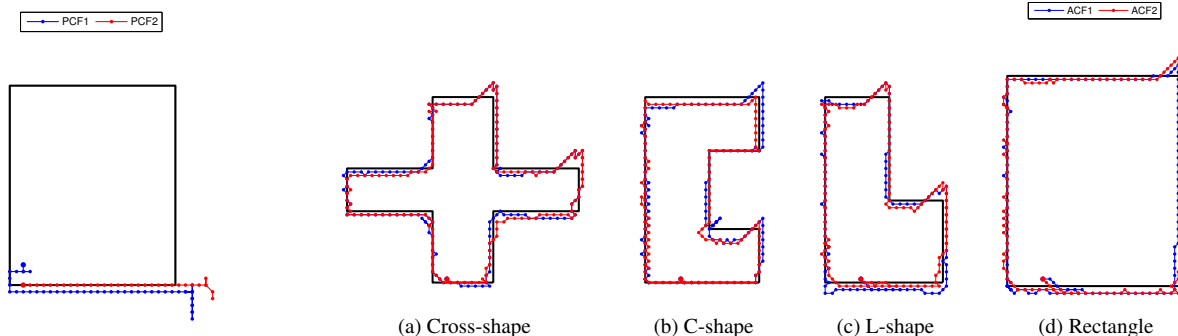 PCF1 PCF2
ACF1 ACF2
(a) Cross-shape
(b) C-shape
(c) L-shape
(d) Rectangle